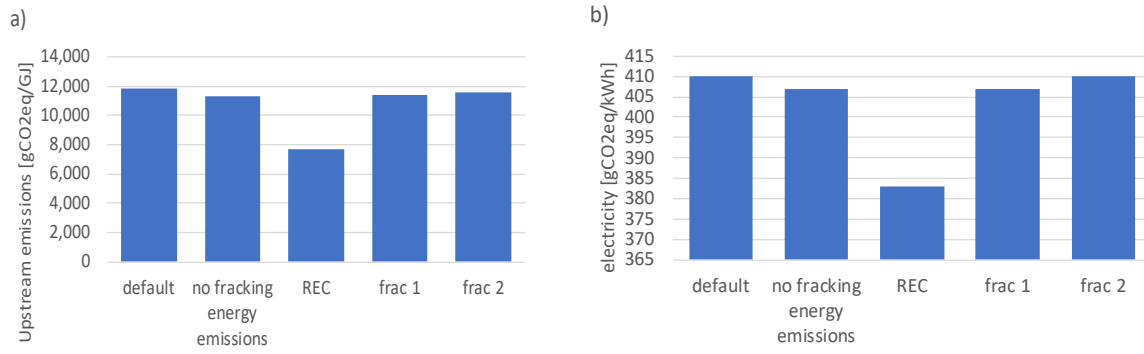 a)
Upstream emissions [gCO2eq/GJ]
14,000
12,000
10,000
8,000
6,000
4,000
2,000
0
default
no fracking
energy
emissions
REC
frac 1
frac 2
b)
electricity [gCO2eq/kWh]
415
410
405
400
395
390
385
380
375
370
365
default
no fracking
energy
emissions
REC
frac 1
frac 2